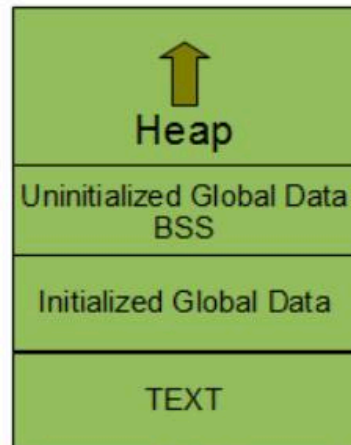 Heap
Uninitialized Global Data
BSS
Initialized Global Data
TEXT